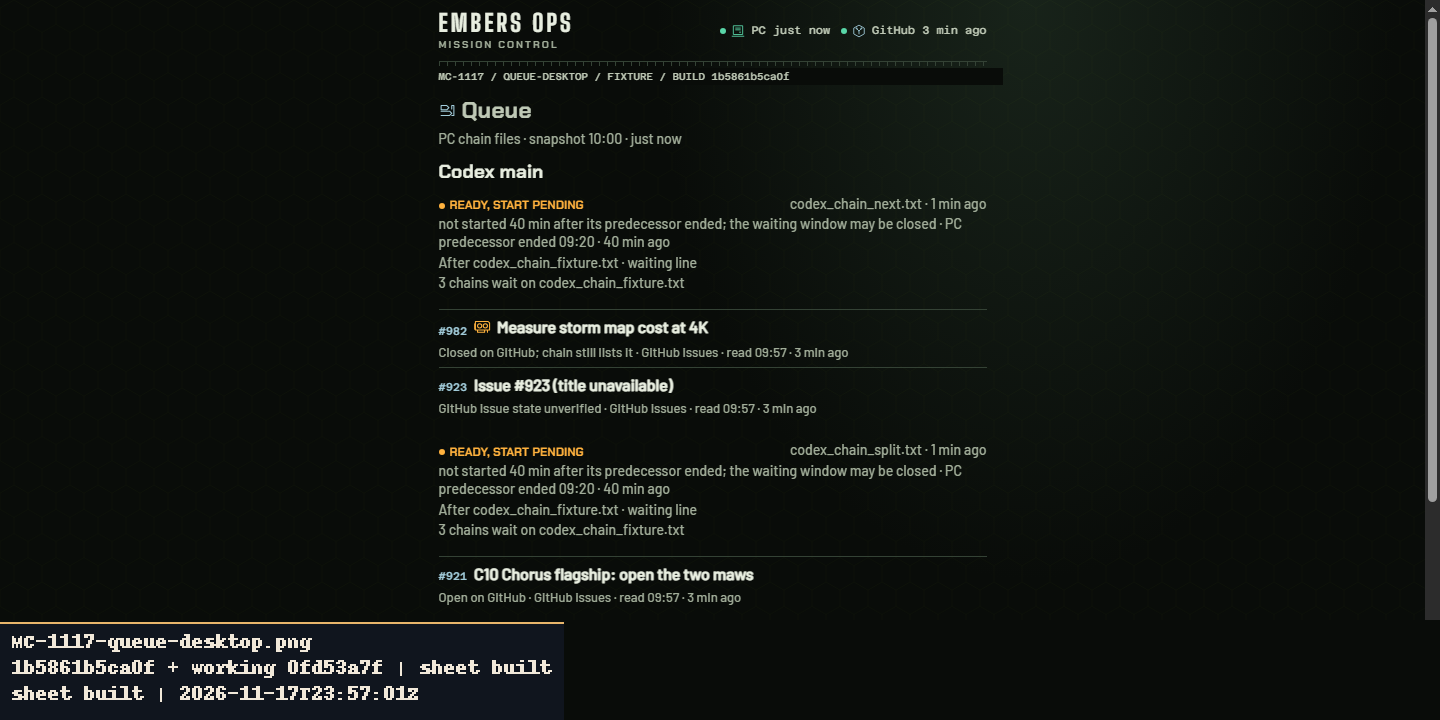 EMBERS OPS
MISSION CONTROL
PC just now GitHub 3 min ago
MC-1117 / QUEUE-DESKTOP / FIXTURE / BUILD 1b5861b5ca0f
Queue
PC chain files · snapshot 10:00 · just now
Codex main
READY, START PENDING codex_chain_next.txt · 1 min ago
not started 40 min after its predecessor ended; the waiting window may be closed · PC
predecessor ended 09:20 · 40 min ago
After codex_chain_fixture.txt · waiting line
3 chains wait on codex_chain_fixture.txt
#982 Measure storm map cost at 4K
Closed on GitHub; chain still lists it · GitHub Issues · read 09:57 · 3 min ago
#923 Issue #923 (title unavailable)
GitHub Issue state unverified · GitHub Issues · read 09:57 · 3 min ago
READY, START PENDING codex_chain_split.txt · 1 min ago
not started 40 min after its predecessor ended; the waiting window may be closed · PC
predecessor ended 09:20 · 40 min ago
After codex_chain_fixture.txt · waiting line
3 chains wait on codex_chain_fixture.txt
#921 C10 Chorus flagship: open the two maws
Open on GitHub · GitHub Issues · read 09:57 · 3 min ago
MC-1117-queue-desktop.png
1b5861b5ca0f + working 0fd53a7f | sheet built
sheet built | 2026-11-17T23:57:01Z